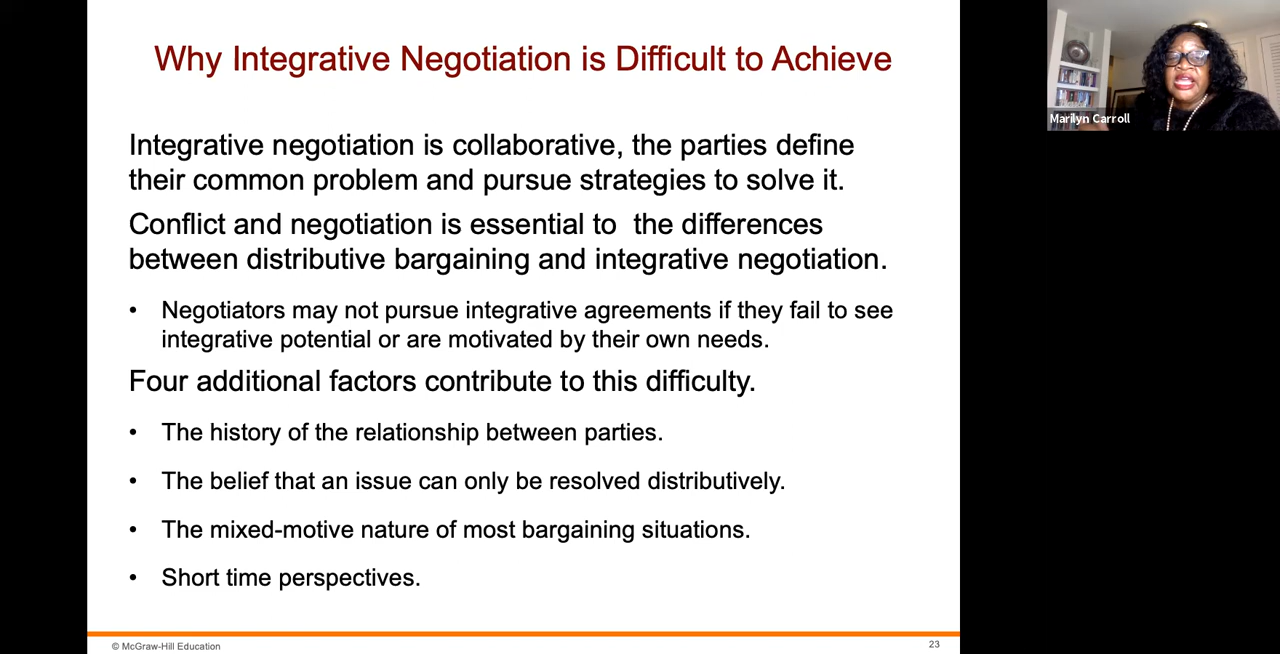 Why Integrative Negotiation is Difficult to Achieve
Marilyn Carroll
Integrative negotiation is collaborative, the parties define
their common problem and pursue strategies to solve it.
Conflict and negotiation is essential to  the differences
between distributive bargaining and integrative negotiation.
• Negotiators may not pursue integrative agreements if they fail to see
integrative potential or are motivated by their own needs.
Four additional factors contribute to this difficulty.
• The history of the relationship between parties.
• The belief that an issue can only be resolved distributively.
• The mixed-motive nature of most bargaining situations.
• Short time perspectives.
© McGraw-Hill Education
23